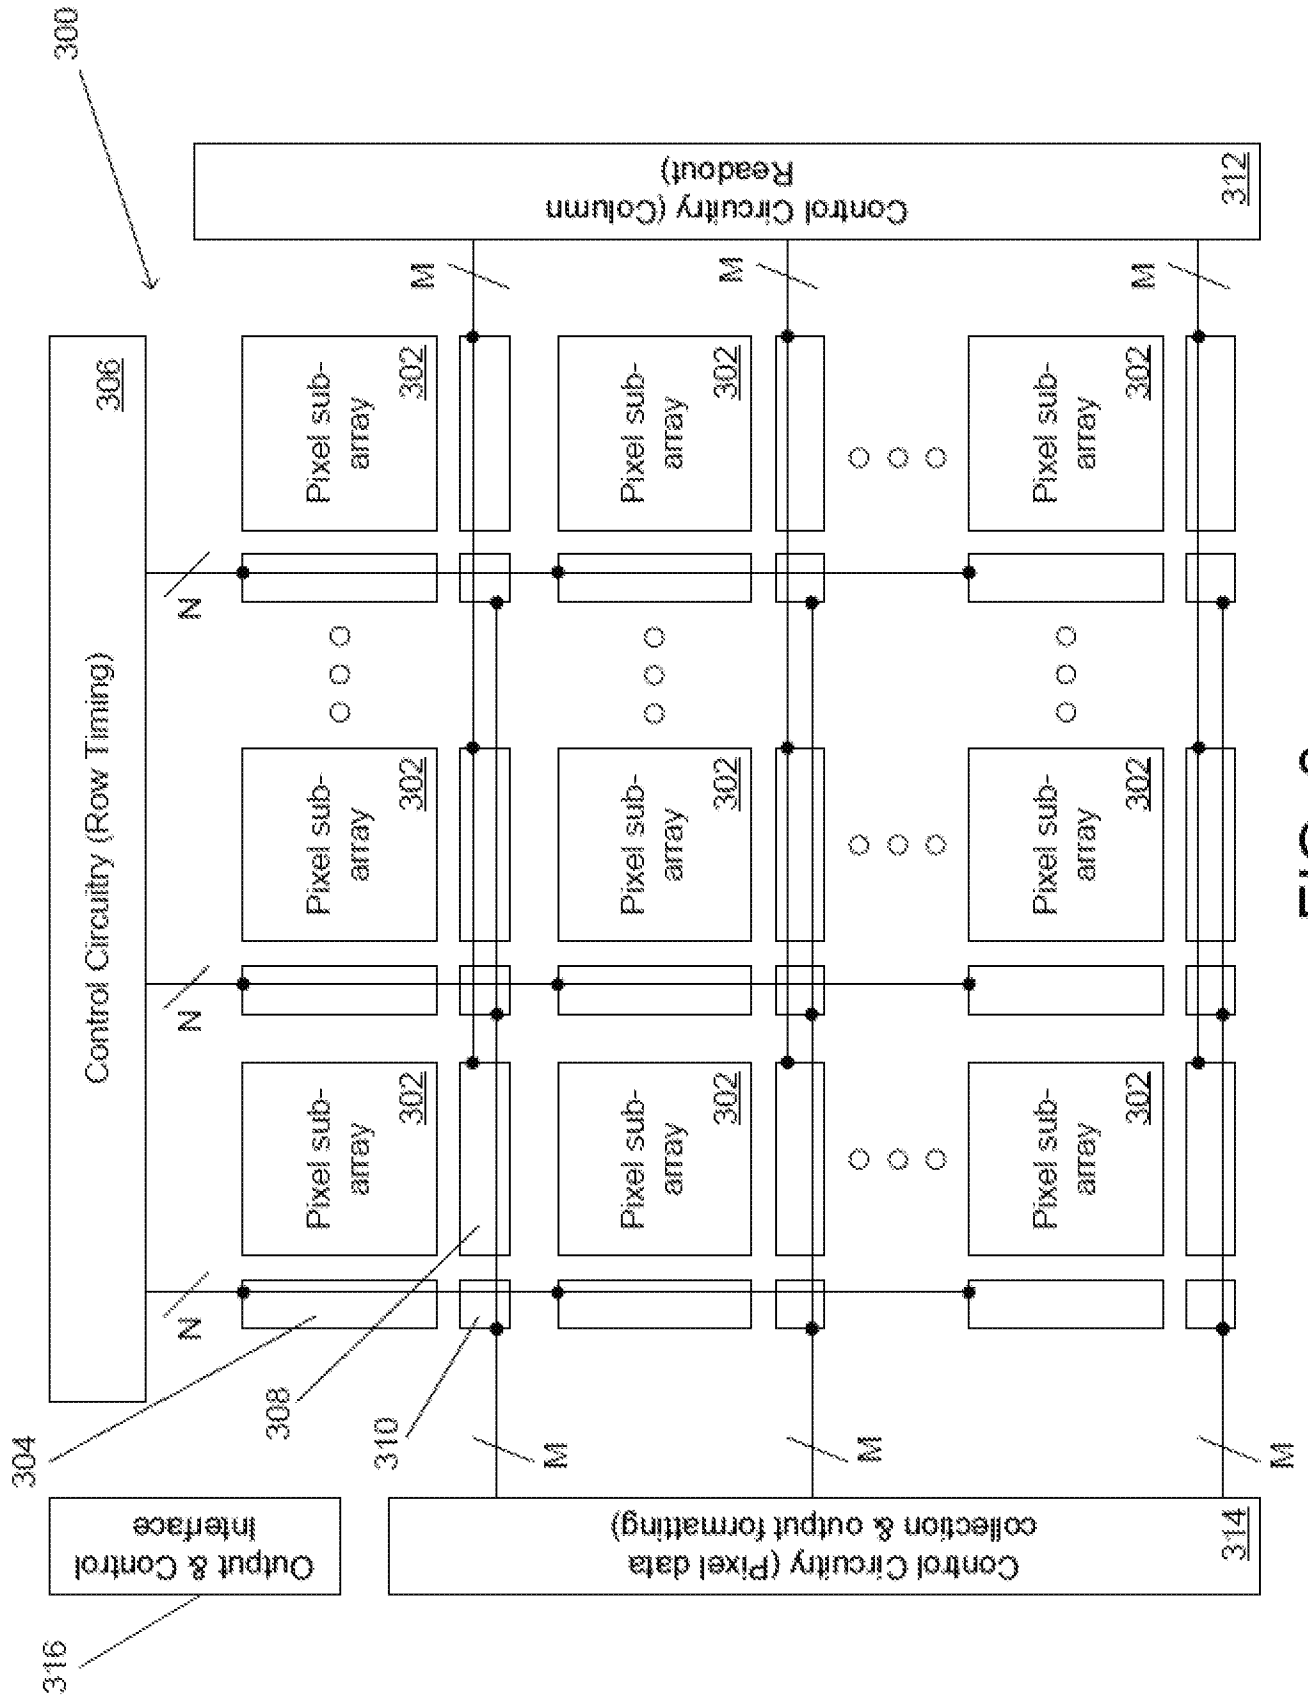 316
Output & Control
Interface
304
Control Circuitry (Row Timing)
306
300
N
N
N
308
310
Pixel sub-
array
302
Pixel sub-
array
302
Pixel sub-
array
302
M
M
Control Circuitry (Pixel data
collection & output formatting)
314
Control Circuitry (Column
Readout)
312
Pixel sub-
array
302
Pixel sub-
array
302
Pixel sub-
array
302
M
M
Pixel sub-
array
302
Pixel sub-
array
302
Pixel sub-
array
302
M
M